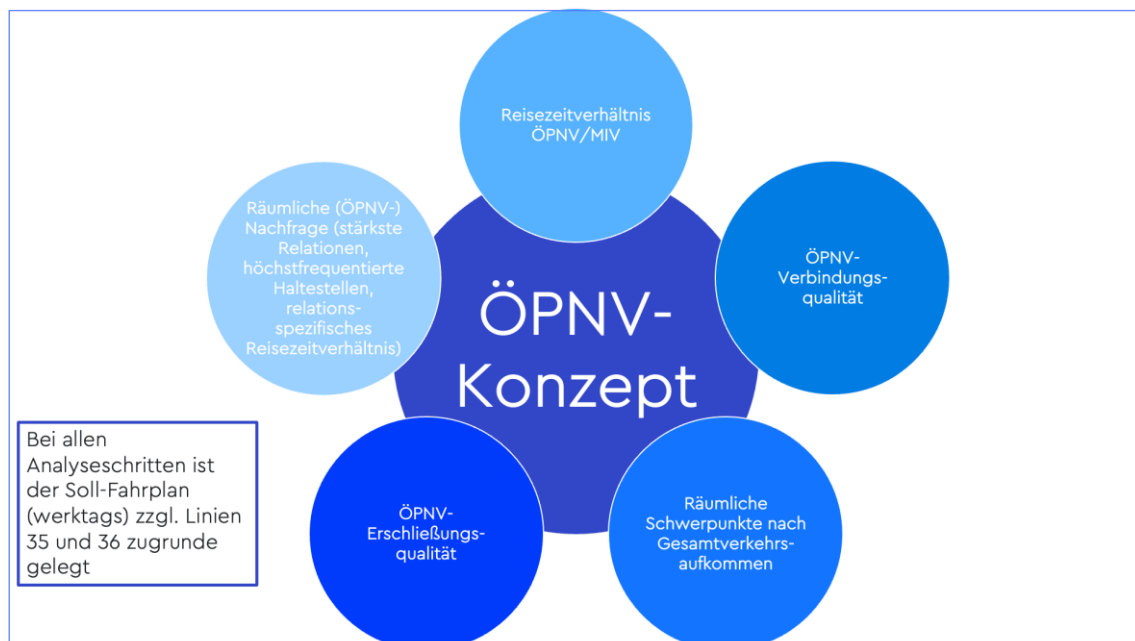 Reisezeitverhältnis
ÖPNV/MIV
Räumliche (ÖPNV-)
Nachfrage (stärkste
Relationen,
höchstfrequentierte
Haltestellen,
relations-
spezifisches
Reisezeitverhältnis)
ÖPNV-
Verbindungs-
qualität
ÖPNV-
Konzept
Bei allen
Analyseschritten ist
der Soll-Fahrplan
(werktags) zzgl. Linien
35 und 36 zugrunde
gelegt
ÖPNV-
Erschließungs-
qualität
Räumliche
Schwerpunkte nach
Gesamtverkehrs-
aufkommen